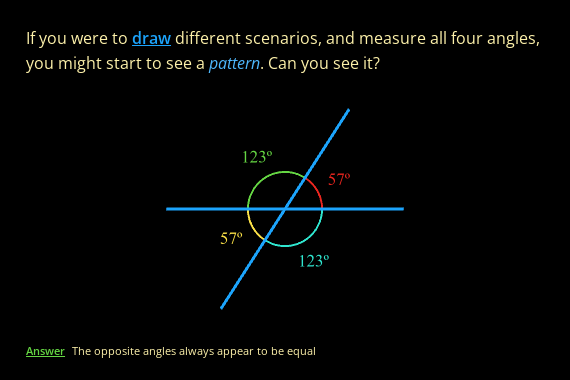 If you were to draw different scenarios, and measure all four angles,
you might start to see a pattern. Can you see it?
123º
57º
57º
123º
Answer The opposite angles always appear to be equal